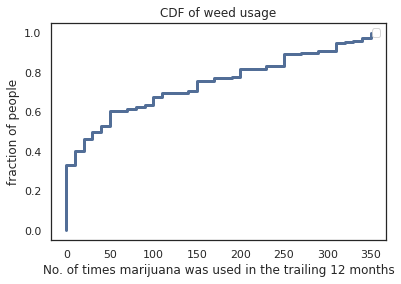 CDF of weed usage
1.0
0.8
0.6
0.4
0.2
0.0
fraction of people
0 50 100 150 200 250 300 350
No. of times marijuana was used in the trailing 12 months